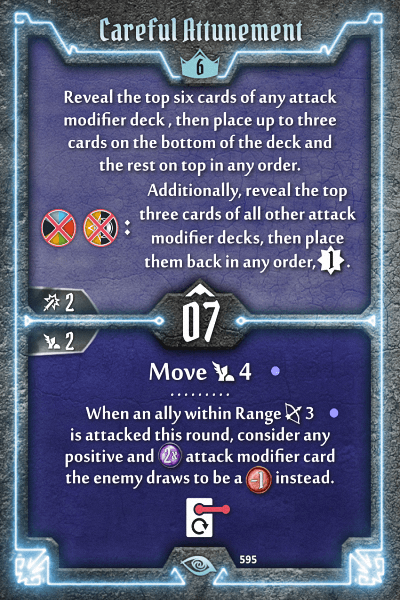 Careful Attunement
6
Reveal the top six cards of any attack
modifier deck , then place up to three
cards on the bottom of the deck and
the rest on top in any order.
Additionally, reveal the top
three cards of all other attack
: modifier decks, then place
them back in any order, 1 .
2
07
2
Move 4
When an ally within Range 3
is attacked this round, consider any
positive and 2x attack modifier card
the enemy draws to be a -1 instead.
595